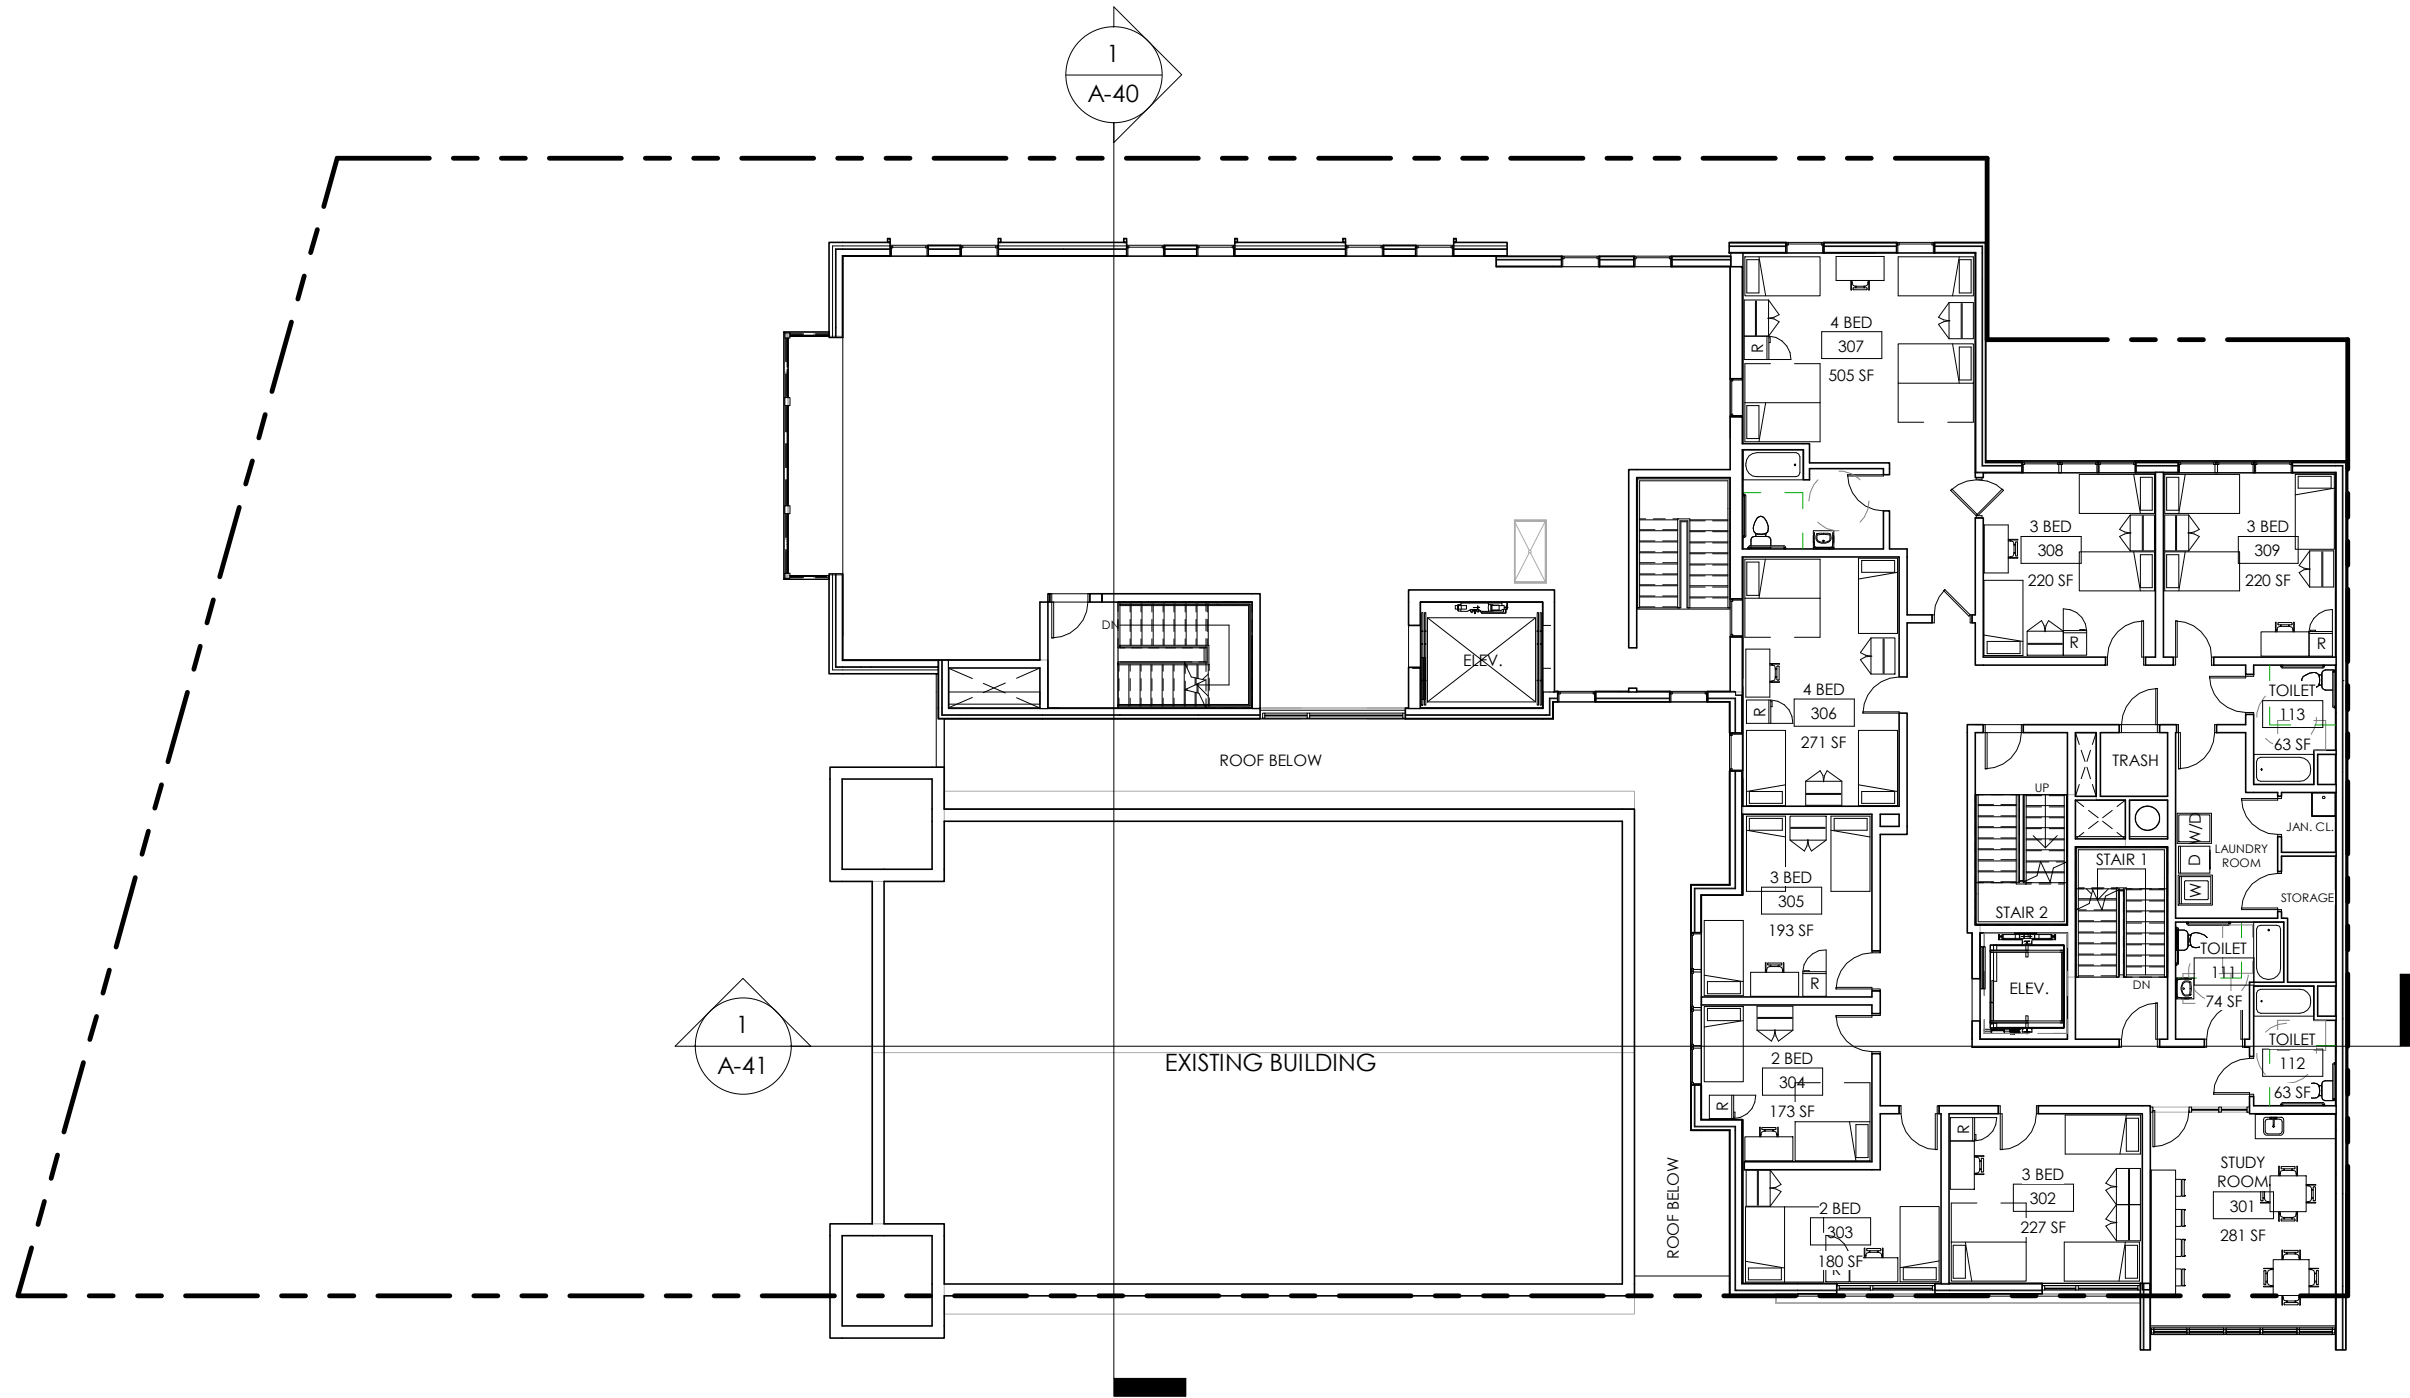 1
A-40
4 BED
307
505 SF
R
3 BED
308
220 SF
R
3 BED
309
220 SF
R
DN
ELEV.
4 BED
306
271 SF
R
TOILET
113
63 SF
ROOF BELOW
TRASH
UP
JAN. CL.
W/D
D
W
LAUNDRY
ROOM
STAIR 1
STAIR 2
STORAGE
3 BED
305
193 SF
R
TOILET
111
74 SF
ELEV.
DN
1
A-41
EXISTING BUILDING
2 BED
304
173 SF
R
TOILET
112
63 SF
ROOF BELOW
2 BED
303
180 SF
R
3 BED
302
227 SF
R
STUDY
ROOM
301
281 SF